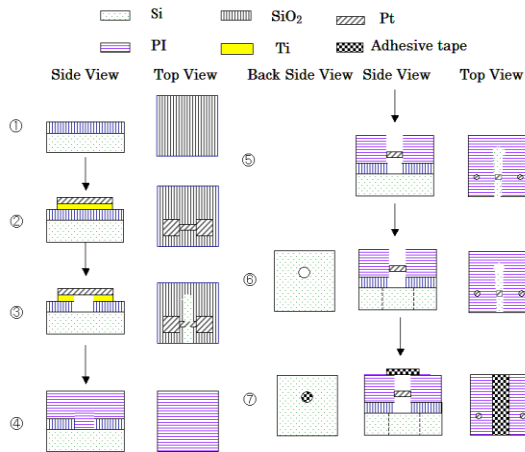 Si
SiO₂
Pt
PI
Ti
Adhesive tape
Side View
Top View
Back Side View
Side View
Top View
①
②
③
④
⑤
⑥
⑦